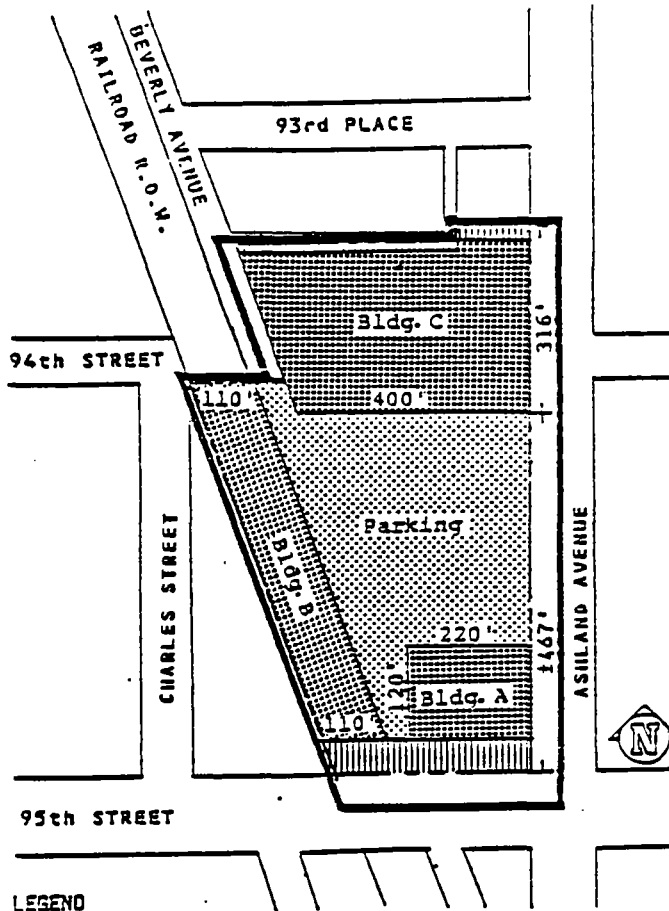 BEVERLY AVENUE
RAILROAD R.O.W.
93rd PLACE
Bldg. C
316'
94th STREET
110'
400'
CHARLES STREET
Bldg. B
Parking
ASHLAND AVENUE
220'
±467'
120'
Bldg. A
110'
N
95th STREET
LEGEND